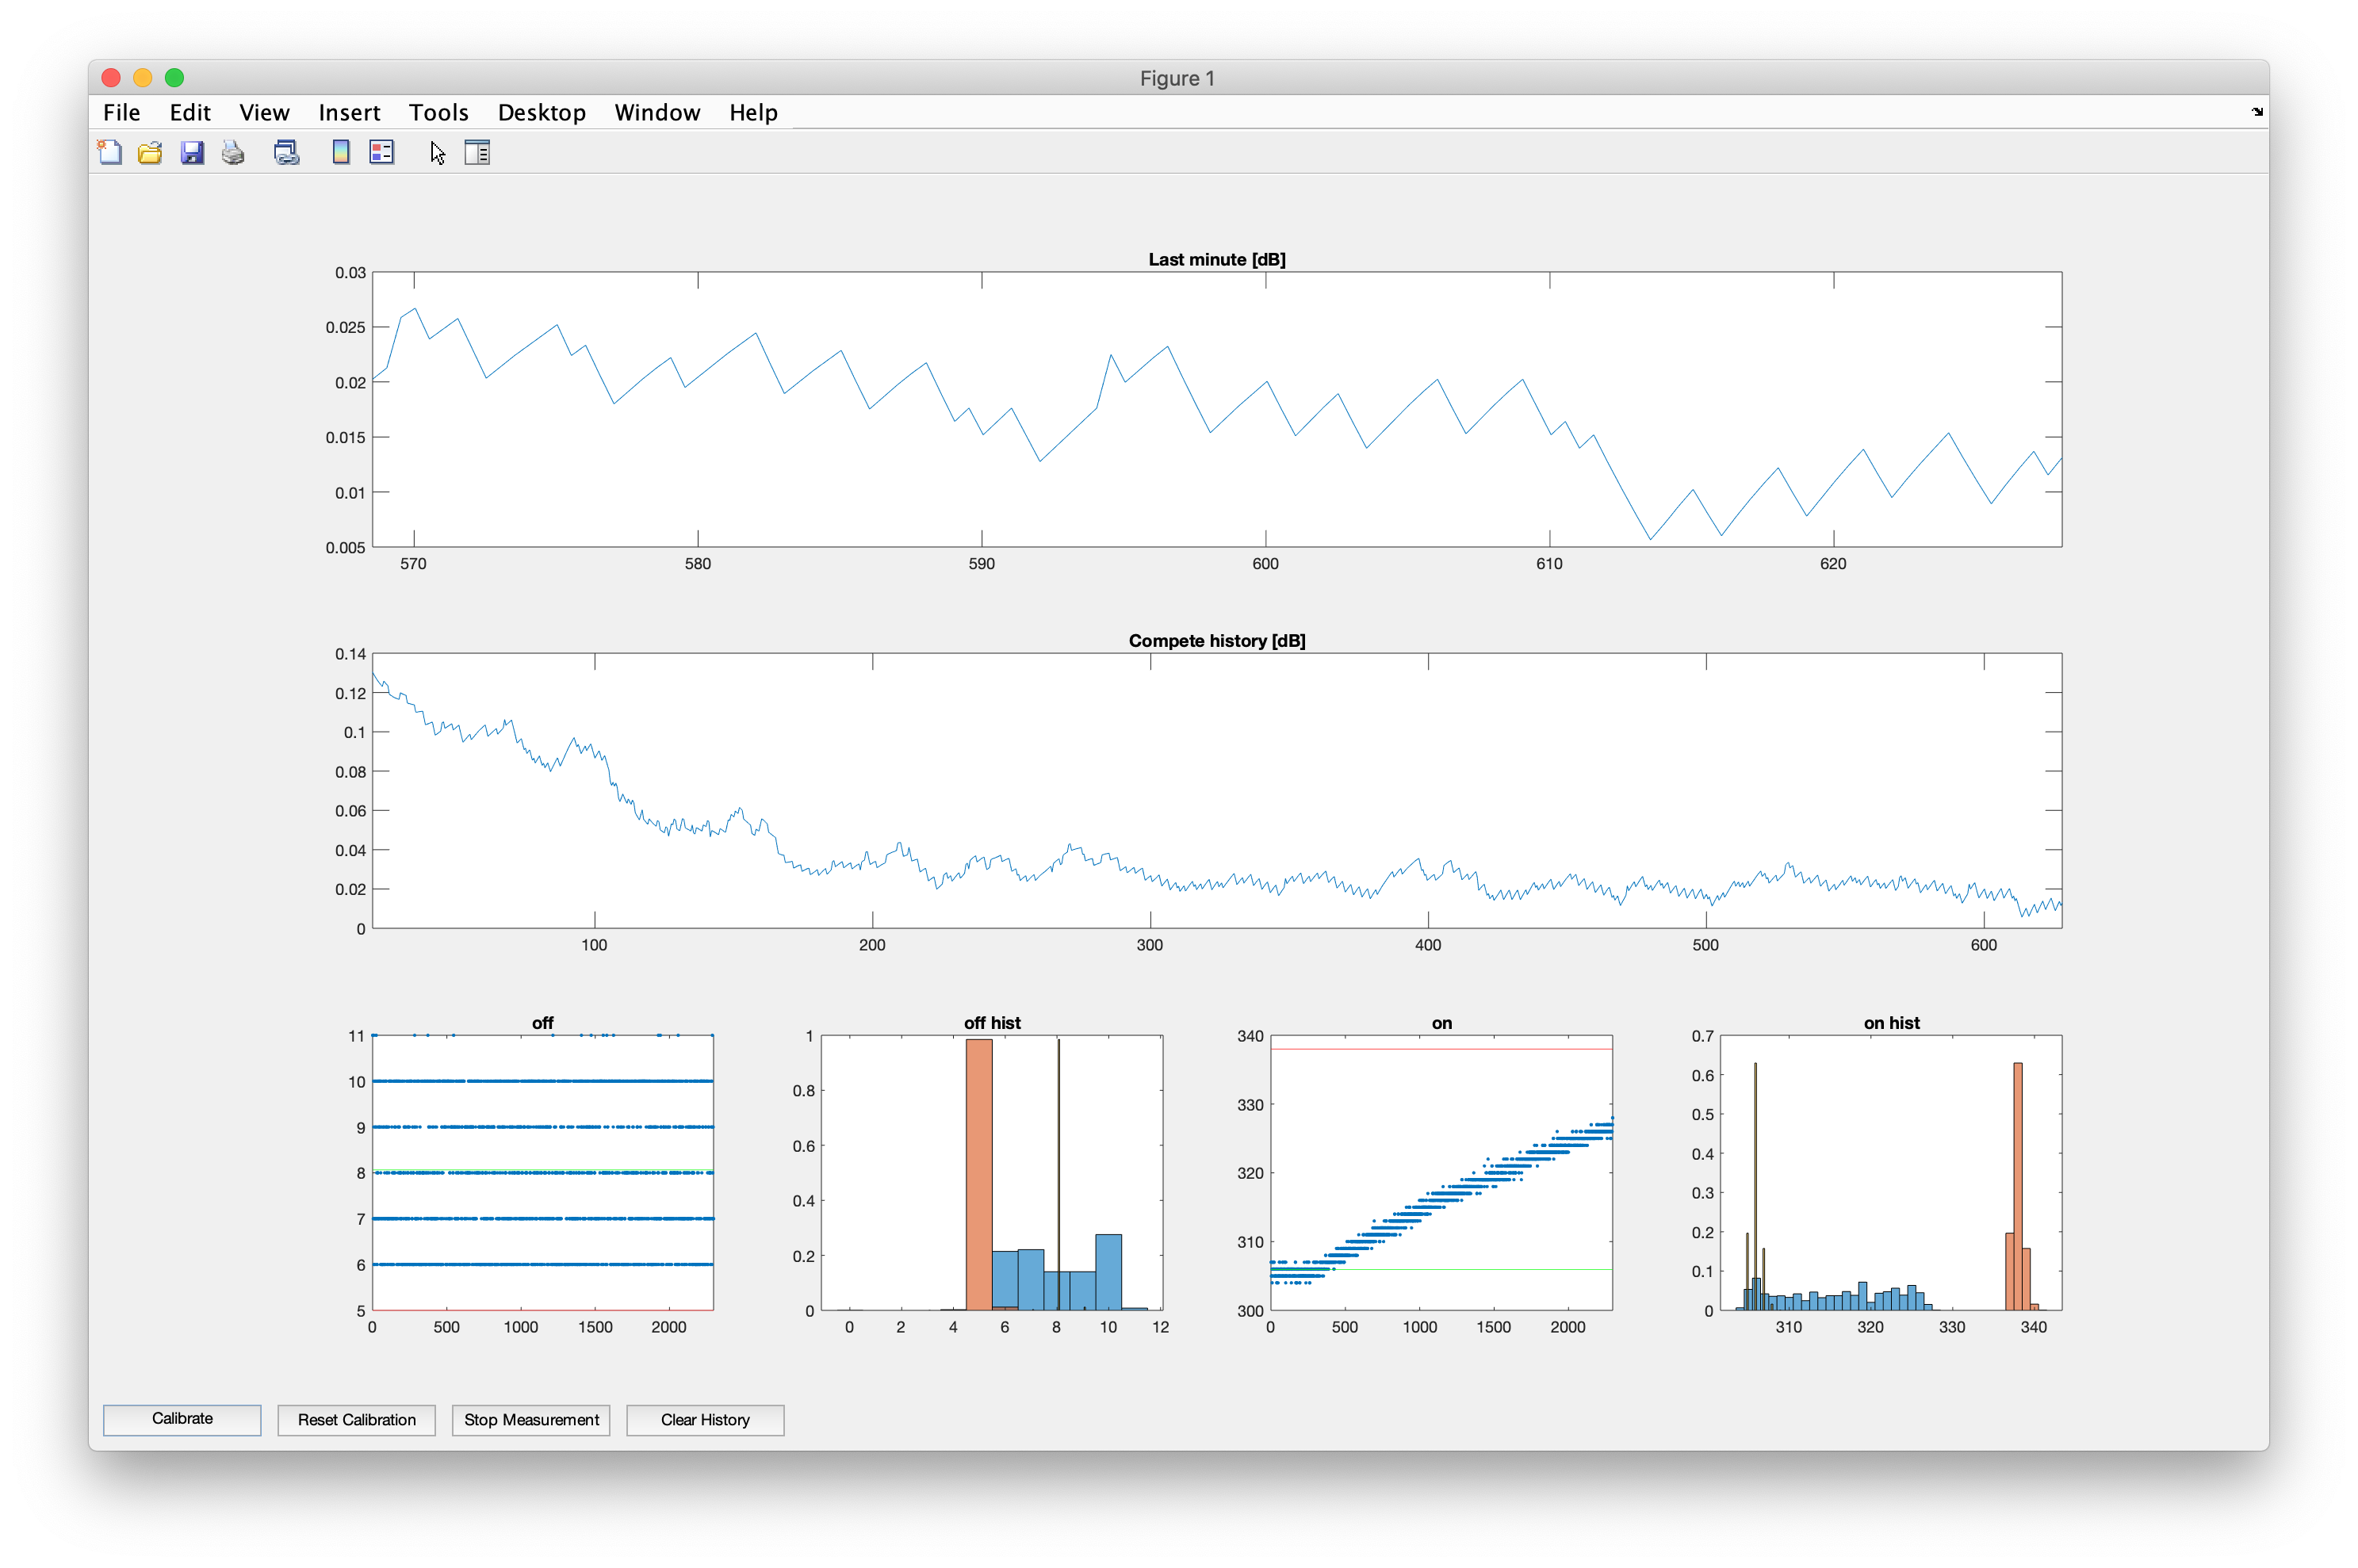 Figure 1
File Edit View Insert Tools Desktop Window Help
Last minute [dB]
0.03
0.025
0.02
0.015
0.01
0.005
570 580 590 600 610 620
Compete history [dB]
0.14
0.12
0.1
0.08
0.06
0.04
0.02
0
100 200 300 400 500 600
off
11
10
9
8
7
6
5
0 500 1000 1500 2000
off hist
1
0.8
0.6
0.4
0.2
0
0 2 4 6 8 10 12
on
340
330
320
310
300
0 500 1000 1500 2000
on hist
0.7
0.6
0.5
0.4
0.3
0.2
0.1
0
310 320 330 340
Calibrate Reset Calibration Stop Measurement Clear History